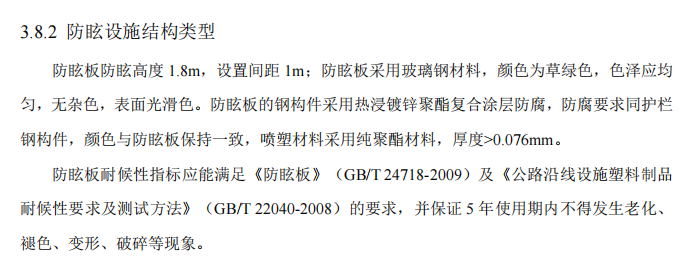 3.8.2 防眩设施结构类型
防眩板防眩高度 1.8m，设置间距 1m；防眩板采用玻璃钢材料，颜色为草绿色，色泽应均
匀，无杂色，表面光滑色。防眩板的钢构件采用热浸镀锌聚酯复合涂层防腐，防腐要求同护栏
钢构件，颜色与防眩板保持一致，喷塑材料采用纯聚酯材料，厚度>0.076mm。
防眩板耐候性指标应能满足《防眩板》（GB/T 24718-2009）及《公路沿线设施塑料制品
耐候性要求及测试方法》（GB/T 22040-2008）的要求，并保证 5 年使用期内不得发生老化、
褪色、变形、破碎等现象。